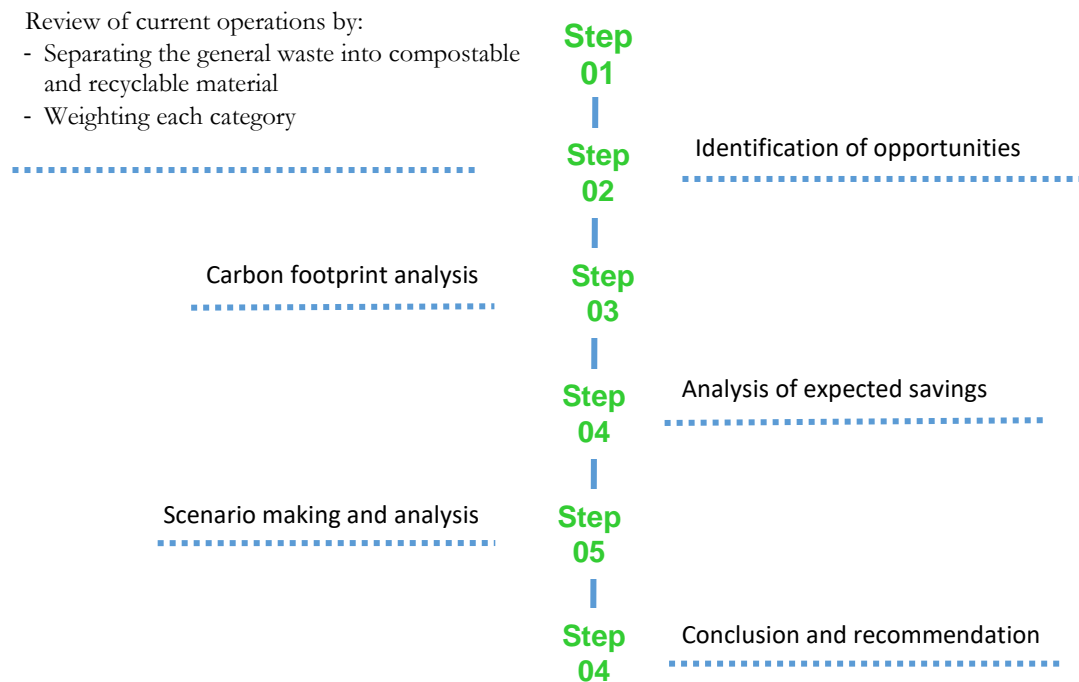 Review of current operations by:
- Separating the general waste into compostable
and recyclable material
- Weighting each category
Step
01
Step
02
Identification of opportunities
Carbon footprint analysis
Step
03
Step
04
Analysis of expected savings
Scenario making and analysis
Step
05
Step
04
Conclusion and recommendation